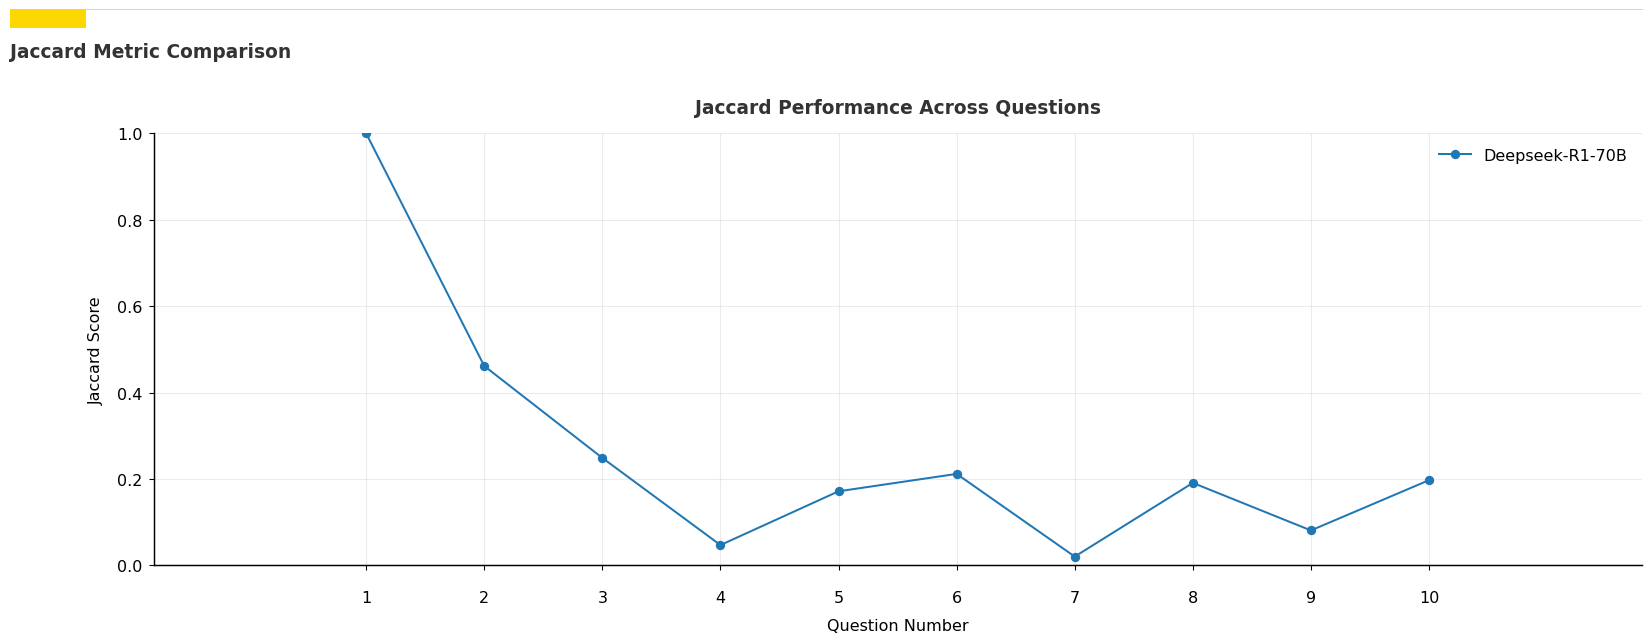 Jaccard Metric Comparison
Jaccard Performance Across Questions
1.0
0.8
0.6
0.4
0.2
0.0
Jaccard Score
Deepseek-R1-70B
1 2 3 4 5 6 7 8 9 10
Question Number